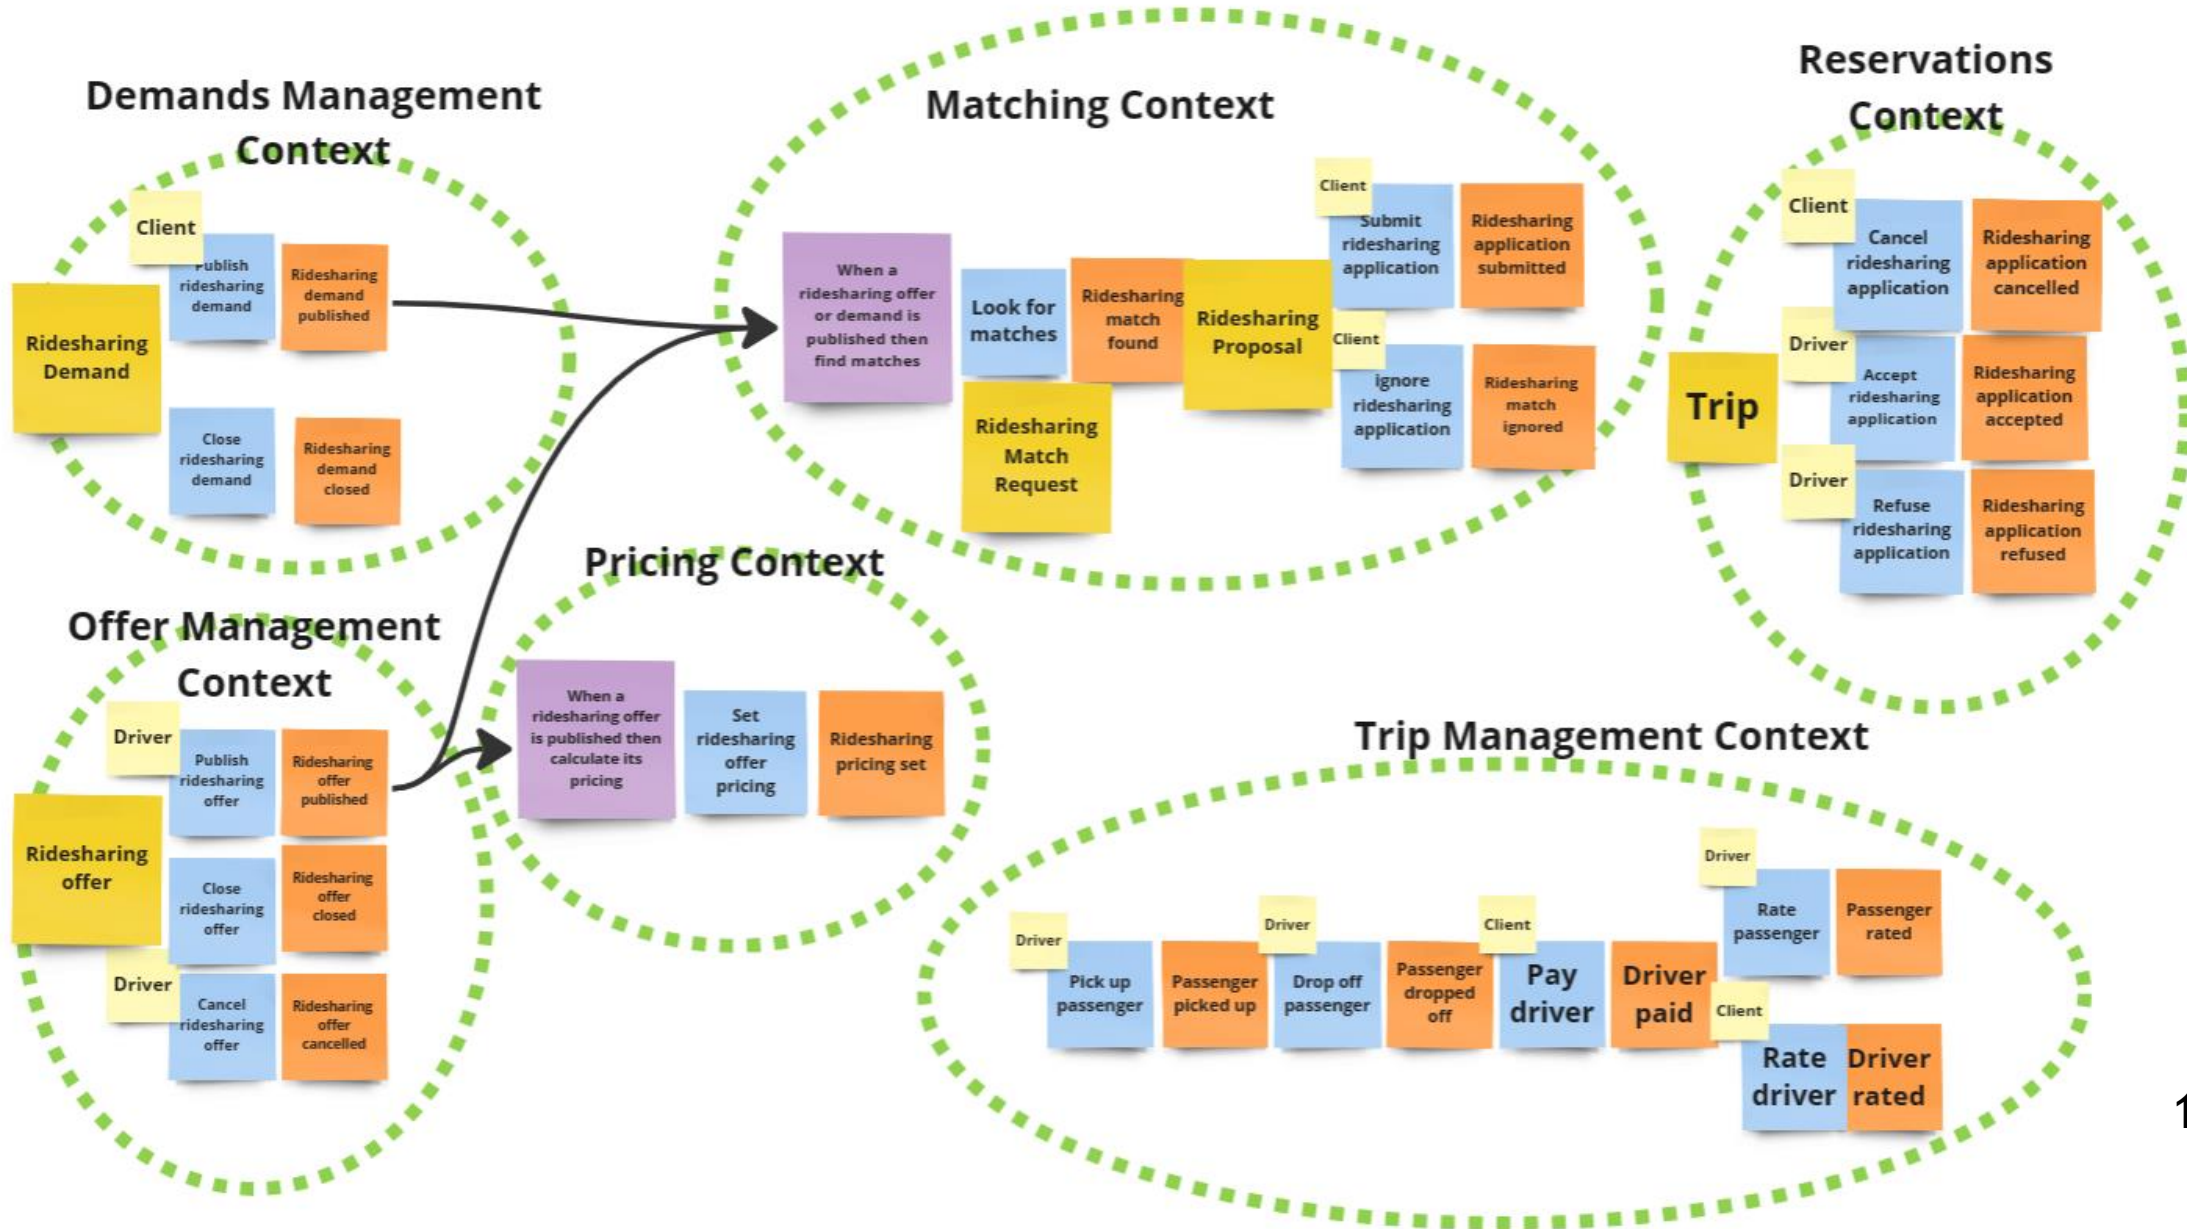 Demands Management
Context
Client
Publish
ridesharing
demand
Ridesharing
demand
published
Ridesharing
Demand
Close
ridesharing
demand
Ridesharing
demand
closed
Matching Context
When a
ridesharing offer
or demand is
published then
find matches
Look for
matches
Ridesharing
match
found
Ridesharing
Proposal
Ridesharing
Match
Request
Client
Submit
ridesharing
application
Ridesharing
application
submitted
Client
Ignore
ridesharing
application
Ridesharing
match
ignored
Reservations
Context
Client
Cancel
ridesharing
application
Ridesharing
application
cancelled
Trip
Driver
Accept
ridesharing
application
Ridesharing
application
accepted
Driver
Refuse
ridesharing
application
Ridesharing
application
refused
Offer Management
Context
Driver
Publish
ridesharing
offer
Ridesharing
offer
published
Ridesharing
offer
Close
ridesharing
offer
Ridesharing
offer
closed
Driver
Cancel
ridesharing
offer
Ridesharing
offer
cancelled
Pricing Context
When a
ridesharing offer
is published then
calculate its
pricing
Set
ridesharing
offer
pricing
Ridesharing
pricing set
Trip Management Context
Driver
Pick up
passenger
Passenger
picked up
Driver
Drop off
passenger
Passenger
dropped
off
Client
Pay
driver
Driver
paid
Driver
Rate
passenger
Passenger
rated
Client
Rate
driver
Driver
rated
1